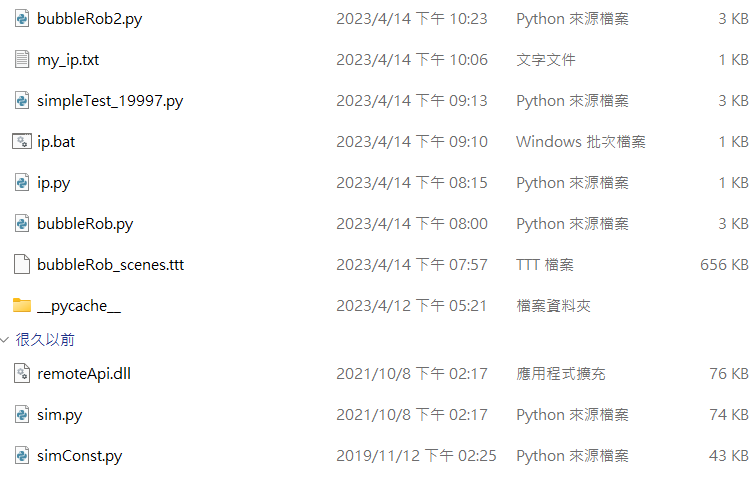 bubbleRob2.py 2023/4/14 下午 10:23 Python 來源檔案 3 KB
my_ip.txt 2023/4/14 下午 10:06 文字文件 1 KB
simpleTest_19997.py 2023/4/14 下午 09:13 Python 來源檔案 3 KB
ip.bat 2023/4/14 下午 09:10 Windows 批次檔案 1 KB
ip.py 2023/4/14 下午 08:15 Python 來源檔案 1 KB
bubbleRob.py 2023/4/14 下午 08:00 Python 來源檔案 3 KB
bubbleRob_scenes.ttt 2023/4/14 下午 07:57 TTT 檔案 656 KB
__pycache__ 2023/4/12 下午 05:21 檔案資料夾
很久以前
remoteApi.dll 2021/10/8 下午 02:17 應用程式擴充 76 KB
sim.py 2021/10/8 下午 02:17 Python 來源檔案 74 KB
simConst.py 2019/11/12 下午 02:25 Python 來源檔案 43 KB